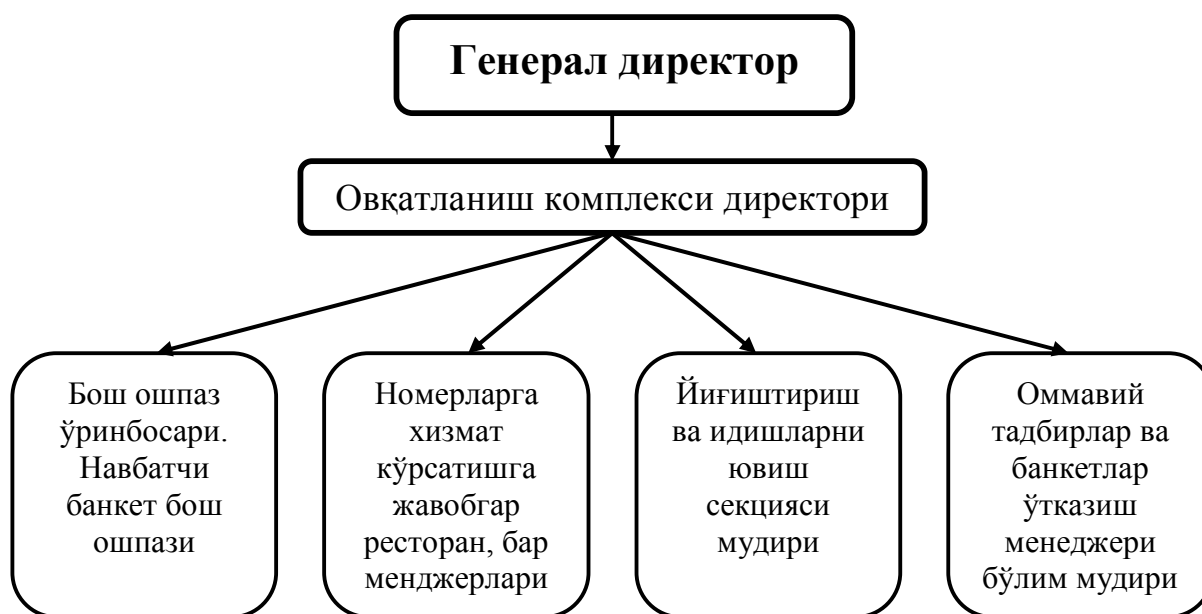 Генерал директор
Овқатланиш комплекси директори
Бош ошпаз
ўринбосари.
Навбатчи
банкет бош
ошпази
Номерларга
хизмат
кўрсатишга
жавобгар
ресторан, бар
менджерлари
Йиғиштириш
ва идишларни
ювиш
секцияси
мудири
Оммавий
тадбирлар ва
банкетлар
ўтказиш
менеджери
бўлим мудири